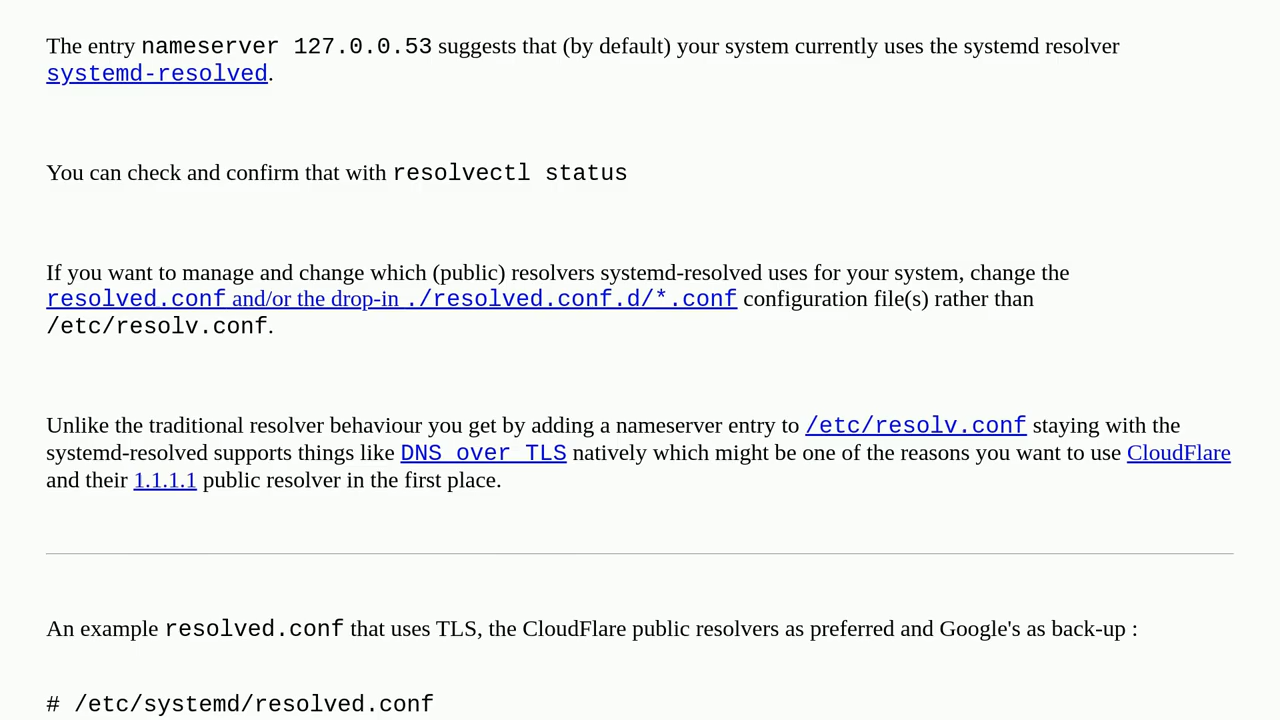 The entry nameserver 127.0.0.53 suggests that (by default) your system currently uses the systemd resolver
systemd-resolved.
You can check and confirm that with resolvectl status
If you want to manage and change which (public) resolvers systemd-resolved uses for your system, change the
resolved.conf and/or the drop-in ./resolved.conf.d/*.conf configuration file(s) rather than
/etc/resolv.conf.
Unlike the traditional resolver behaviour you get by adding a nameserver entry to /etc/resolv.conf staying with the
systemd-resolved supports things like DNS over TLS natively which might be one of the reasons you want to use CloudFlare
and their 1.1.1.1 public resolver in the first place.
An example resolved.conf that uses TLS, the CloudFlare public resolvers as preferred and Google's as back-up :
# /etc/systemd/resolved.conf